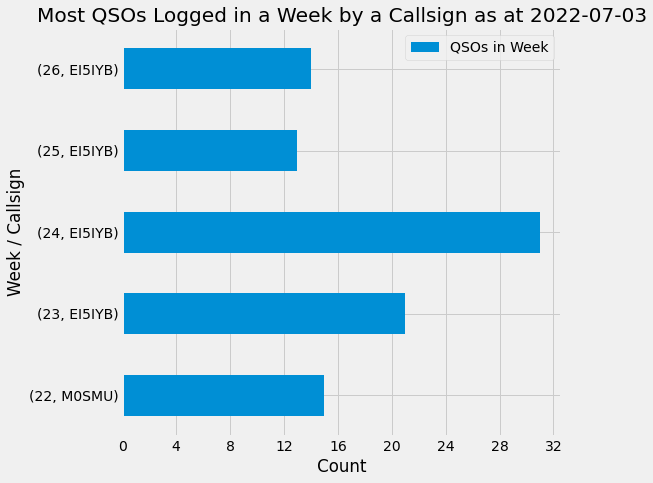 Most QSOs Logged in a Week by a Callsign as at 2022-07-03
QSOs in Week
(26, EI5IYB)
(25, EI5IYB)
(24, EI5IYB)
(23, EI5IYB)
(22, M0SMU)
Week / Callsign
0 4 8 12 16 20 24 28 32
Count